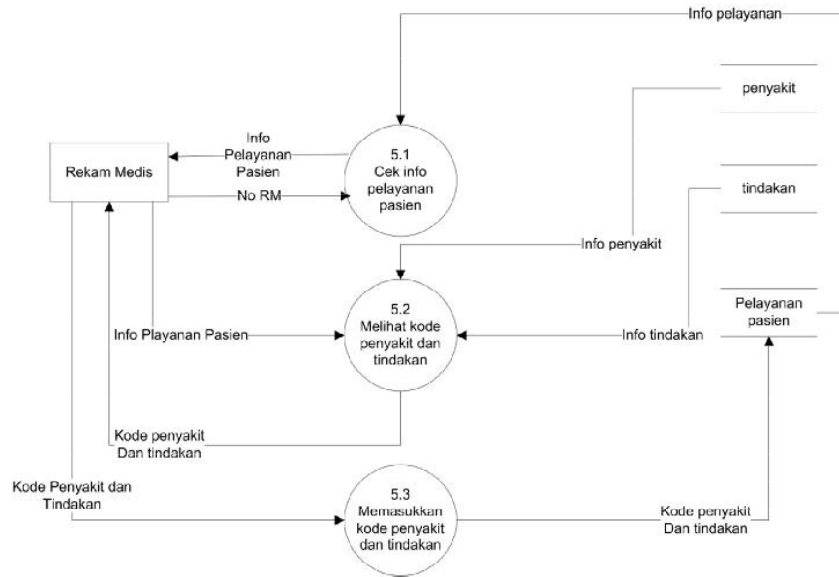 Info pelayanan
penyakit
Info
Pelayanan
Pasien
5.1
Cek info
pelayanan
pasien
Rekam Medis
No RM
tindakan
Info penyakit
5.2
Melihat kode
penyakit dan
tindakan
Info Playanan Pasien
Info tindakan
Pelayanan
pasien
Kode penyakit
Dan tindakan
Kode Penyakit dan
Tindakan
5.3
Memasukkan
kode penyakit
dan tindakan
Kode penyakit
Dan tindakan